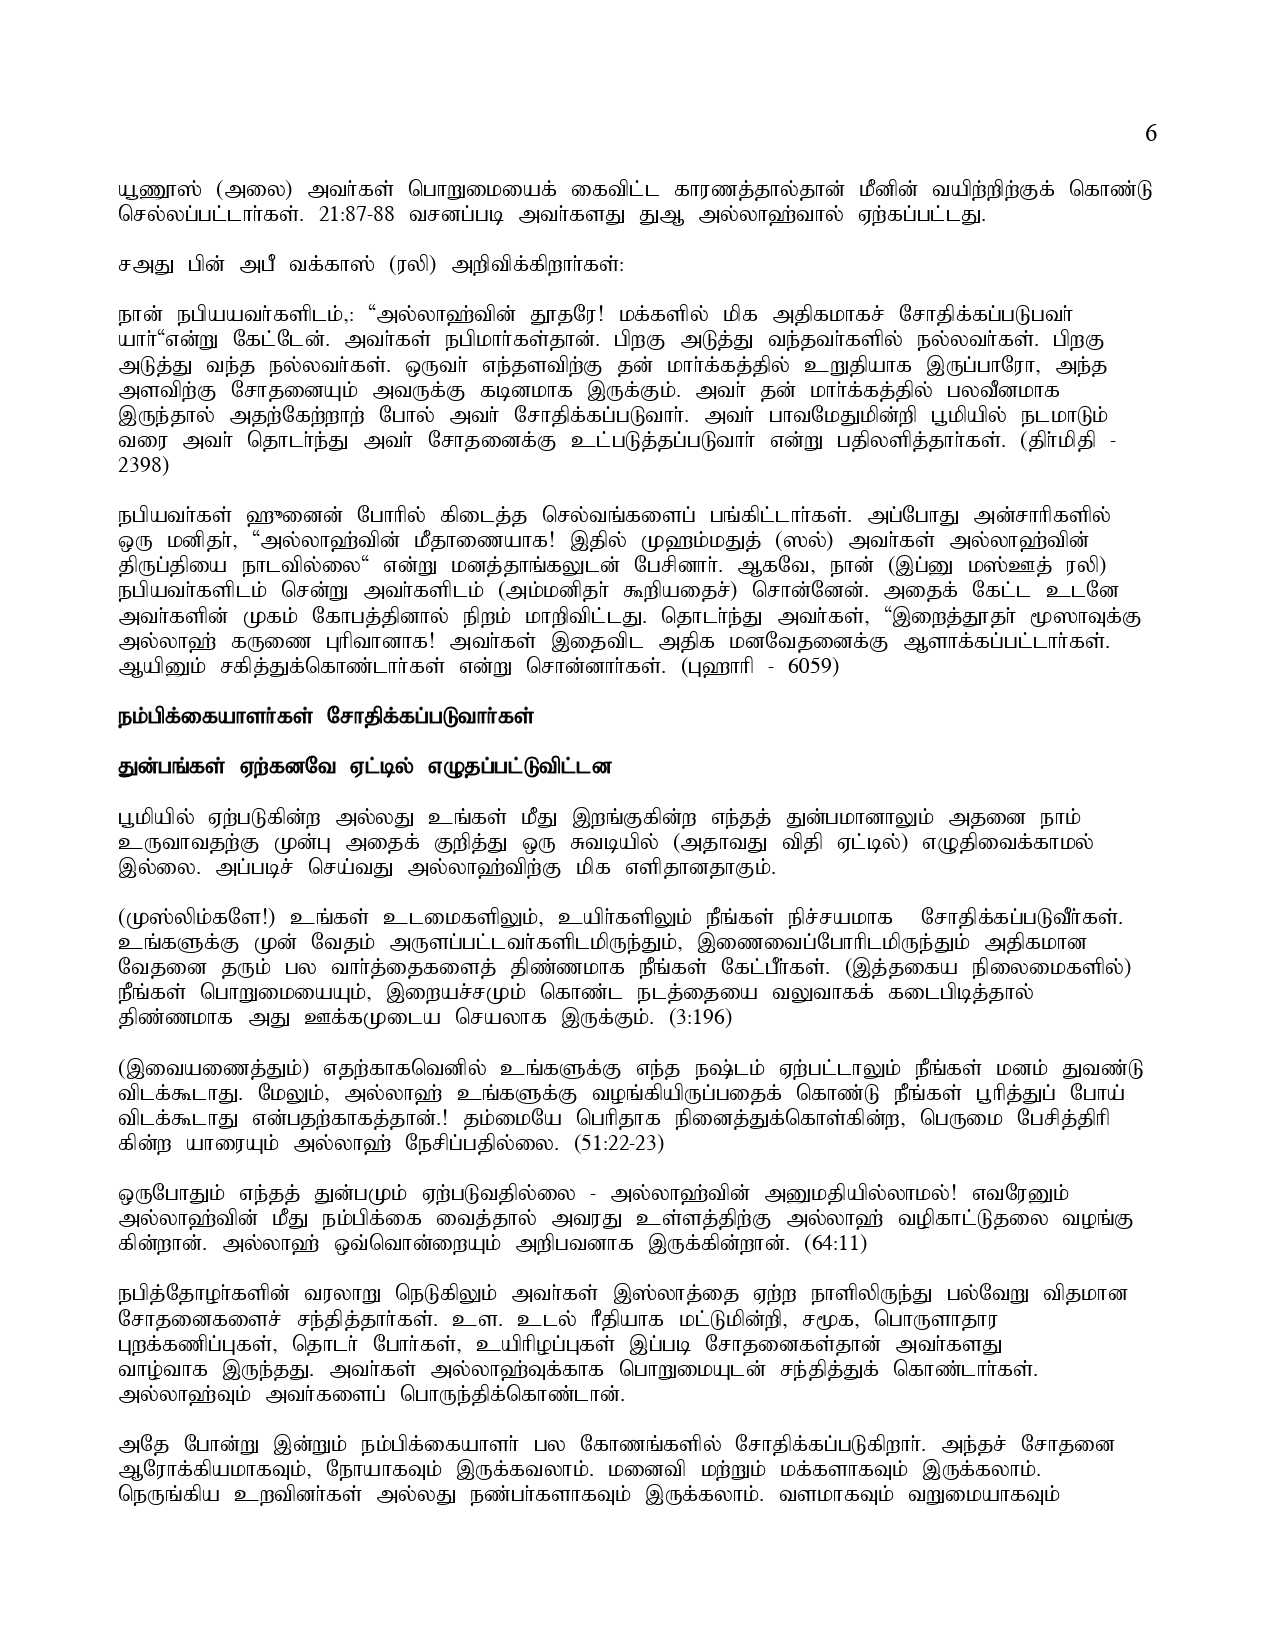 6
யூனூஸ் (அலை) அவர்கள் பொறுமையைக் கைவிட்ட காரணத்தால்தான் மீனின் வயிற்றிற்குக் கொண்டு
செல்லப்பட்டார்கள். 21:87-88 வசனப்படி அவர்களது துஆ அல்லாஹ்வால் ஏற்கப்பட்டது.
சஅது பின் அபீ வக்காஸ் (ரலி) அறிவிக்கிறார்கள்:
நான் நபியயவர்களிடம்,: “அல்லாஹ்வின் தூதரே! மக்களில் மிக அதிகமாகச் சோதிக்கப்படுபவர்
யார்“என்று கேட்டேன். அவர்கள் நபிமார்கள்தான். பிறகு அடுத்து வந்தவர்களில் நல்லவர்கள். பிறகு
அடுத்து வந்த நல்லவர்கள். ஒருவர் எந்தளவிற்கு தன் மார்க்கத்தில் உறுதியாக இருப்பாரோ, அந்த
அளவிற்கு சோதனையும் அவருக்கு கடினமாக இருக்கும். அவர் தன் மார்க்கத்தில் பலவீனமாக
இருந்தால் அதற்கேற்றாற் போல் அவர் சோதிக்கப்படுவார். அவர் பாவமேதுமின்றி பூமியில் நடமாடும்
வரை அவர் தொடர்ந்து அவர் சோதனைக்கு உட்படுத்தப்படுவார் என்று பதிலளித்தார்கள். (திர்மிதி -
2398)
நபியவர்கள் ஹுனைன் போரில் கிடைத்த செல்வங்களைப் பங்கிட்டார்கள். அப்போது அன்சாரிகளில்
ஒரு மனிதர், “அல்லாஹ்வின் மீதாணையாக! இதில் முஹம்மதுத் (ஸல்) அவர்கள் அல்லாஹ்வின்
திருப்தியை நாடவில்லை“ என்று மனத்தாங்கலுடன் பேசினார். ஆகவே, நான் (இப்னு மஸ்ஊத் ரலி)
நபியவர்களிடம் சென்று அவர்களிடம் (அம்மனிதர் கூறியதைச்) சொன்னேன். அதைக் கேட்ட உடனே
அவர்களின் முகம் கோபத்தினால் நிறம் மாறிவிட்டது. தொடர்ந்து அவர்கள், “இறைத்தூதர் மூஸாவுக்கு
அல்லாஹ் கருணை புரிவானாக! அவர்கள் இதைவிட அதிக மனவேதனைக்கு ஆளாக்கப்பட்டார்கள்.
ஆயினும் சகித்துக்கொண்டார்கள் என்று சொன்னார்கள். (புஹாரி - 6059)
நம்பிக்கையாளர்கள் சோதிக்கப்படுவார்கள்
துன்பங்கள் ஏற்கனவே ஏட்டில் எழுதப்பட்டுவிட்டன
பூமியில் ஏற்படுகின்ற அல்லது உங்கள் மீது இறங்குகின்ற எந்தத் துன்பமானாலும் அதனை நாம்
உருவாவதற்கு முன்பு அதைக் குறித்து ஒரு சுவடியில் (அதாவது விதி ஏட்டில்) எழுதிவைக்காமல்
இல்லை. அப்படிச் செய்வது அல்லாஹ்விற்கு மிக எளிதானதாகும்.
(முஸ்லிம்களே!) உங்கள் உடமைகளிலும், உயிர்களிலும் நீங்கள் நிச்சயமாக சோதிக்கப்படுவீர்கள்.
உங்களுக்கு முன் வேதம் அருளப்பட்டவர்களிடமிருந்தும், இணைவைப்போரிடமிருந்தும் அதிகமான
வேதனை தரும் பல வார்த்தைகளைத் திண்ணமாக நீங்கள் கேட்பீர்கள். (இத்தகைய நிலைமைகளில்)
நீங்கள் பொறுமையையும், இறையச்சமும் கொண்ட நடத்தையை வலுவாகக் கடைபிடித்தால்
திண்ணமாக அது ஊக்கமுடைய செயலாக இருக்கும். (3:196)
(இவையணைத்தும்) எதற்காகவெனில் உங்களுக்கு எந்த நஷ்டம் ஏற்பட்டாலும் நீங்கள் மனம் துவண்டு
விடக்கூடாது. மேலும், அல்லாஹ் உங்களுக்கு வழங்கியிருப்பதைக் கொண்டு நீங்கள் பூரித்துப் போய்
விடக்கூடாது என்பதற்காகத்தான்.! தம்மையே பெரிதாக நினைத்துக்கொள்கின்ற, பெருமை பேசித்திரி
கின்ற யாரையும் அல்லாஹ் நேசிப்பதில்லை. (51:22-23)
ஒருபோதும் எந்தத் துன்பமும் ஏற்படுவதில்லை - அல்லாஹ்வின் அனுமதியில்லாமல்! எவரேனும்
அல்லாஹ்வின் மீது நம்பிக்கை வைத்தால் அவரது உள்ளத்திற்கு அல்லாஹ் வழிகாட்டுதலை வழங்கு
கின்றான். அல்லாஹ் ஒவ்வொன்றையும் அறிபவனாக இருக்கின்றான். (64:11)
நபித்தோழர்களின் வரலாறு நெடுகிலும் அவர்கள் இஸ்லாத்தை ஏற்ற நாளிலிருந்து பல்வேறு விதமான
சோதனைகளைச் சந்தித்தார்கள். உள. உடல் ரீதியாக மட்டுமின்றி, சமூக, பொருளாதார
புறக்கணிப்புகள், தொடர் போர்கள், உயிரிழப்புகள் இப்படி சோதனைகள்தான் அவர்களது
வாழ்வாக இருந்தது. அவர்கள் அல்லாஹ்வுக்காக பொறுமையுடன் சந்தித்துக் கொண்டார்கள்.
அல்லாஹ்வும் அவர்களைப் பொருந்திக்கொண்டான்.
அதே போன்று இன்றும் நம்பிக்கையாளர் பல கோணங்களில் சோதிக்கப்படுகிறார். அந்தச் சோதனை
ஆரோக்கியமாகவும், நோயாகவும் இருக்கவலாம். மனைவி மற்றும் மக்களாகவும் இருக்கலாம்.
நெருங்கிய உறவினர்கள் அல்லது நண்பர்களாகவும் இருக்கலாம். வளமாகவும் வறுமையாகவும்